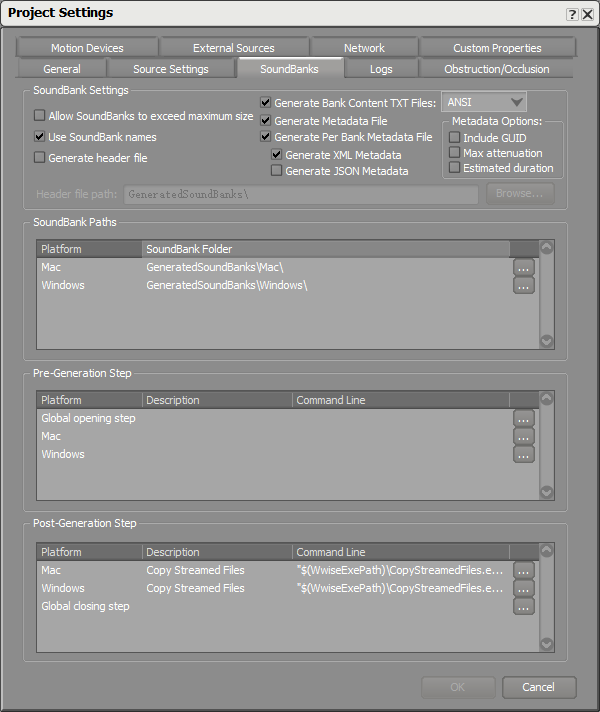 Project Settings
Motion Devices External Sources Network Custom Properties
General Source Settings SoundBanks Logs Obstruction/Occlusion
SoundBank Settings
Allow SoundBanks to exceed maximum size
Use SoundBank names
Generate header file
Generate Bank Content TXT Files: ANSI
Generate Metadata File
Generate Per Bank Metadata File
Generate XML Metadata
Generate JSON Metadata
Metadata Options:
Include GUID
Max attenuation
Estimated duration
Header file path: GeneratedSoundBanks\ Browse...
SoundBank Paths
Platform SoundBank Folder
Mac GeneratedSoundBanks\Mac\ ...
Windows GeneratedSoundBanks\Windows\ ...
Pre-Generation Step
Platform Description Command Line
Global opening step ...
Mac ...
Windows ...
Post-Generation Step
Platform Description Command Line
Mac Copy Streamed Files "$(WwiseExePath)\CopyStreamedFiles.e... ...
Windows Copy Streamed Files "$(WwiseExePath)\CopyStreamedFiles.e... ...
Global closing step ...
OK Cancel